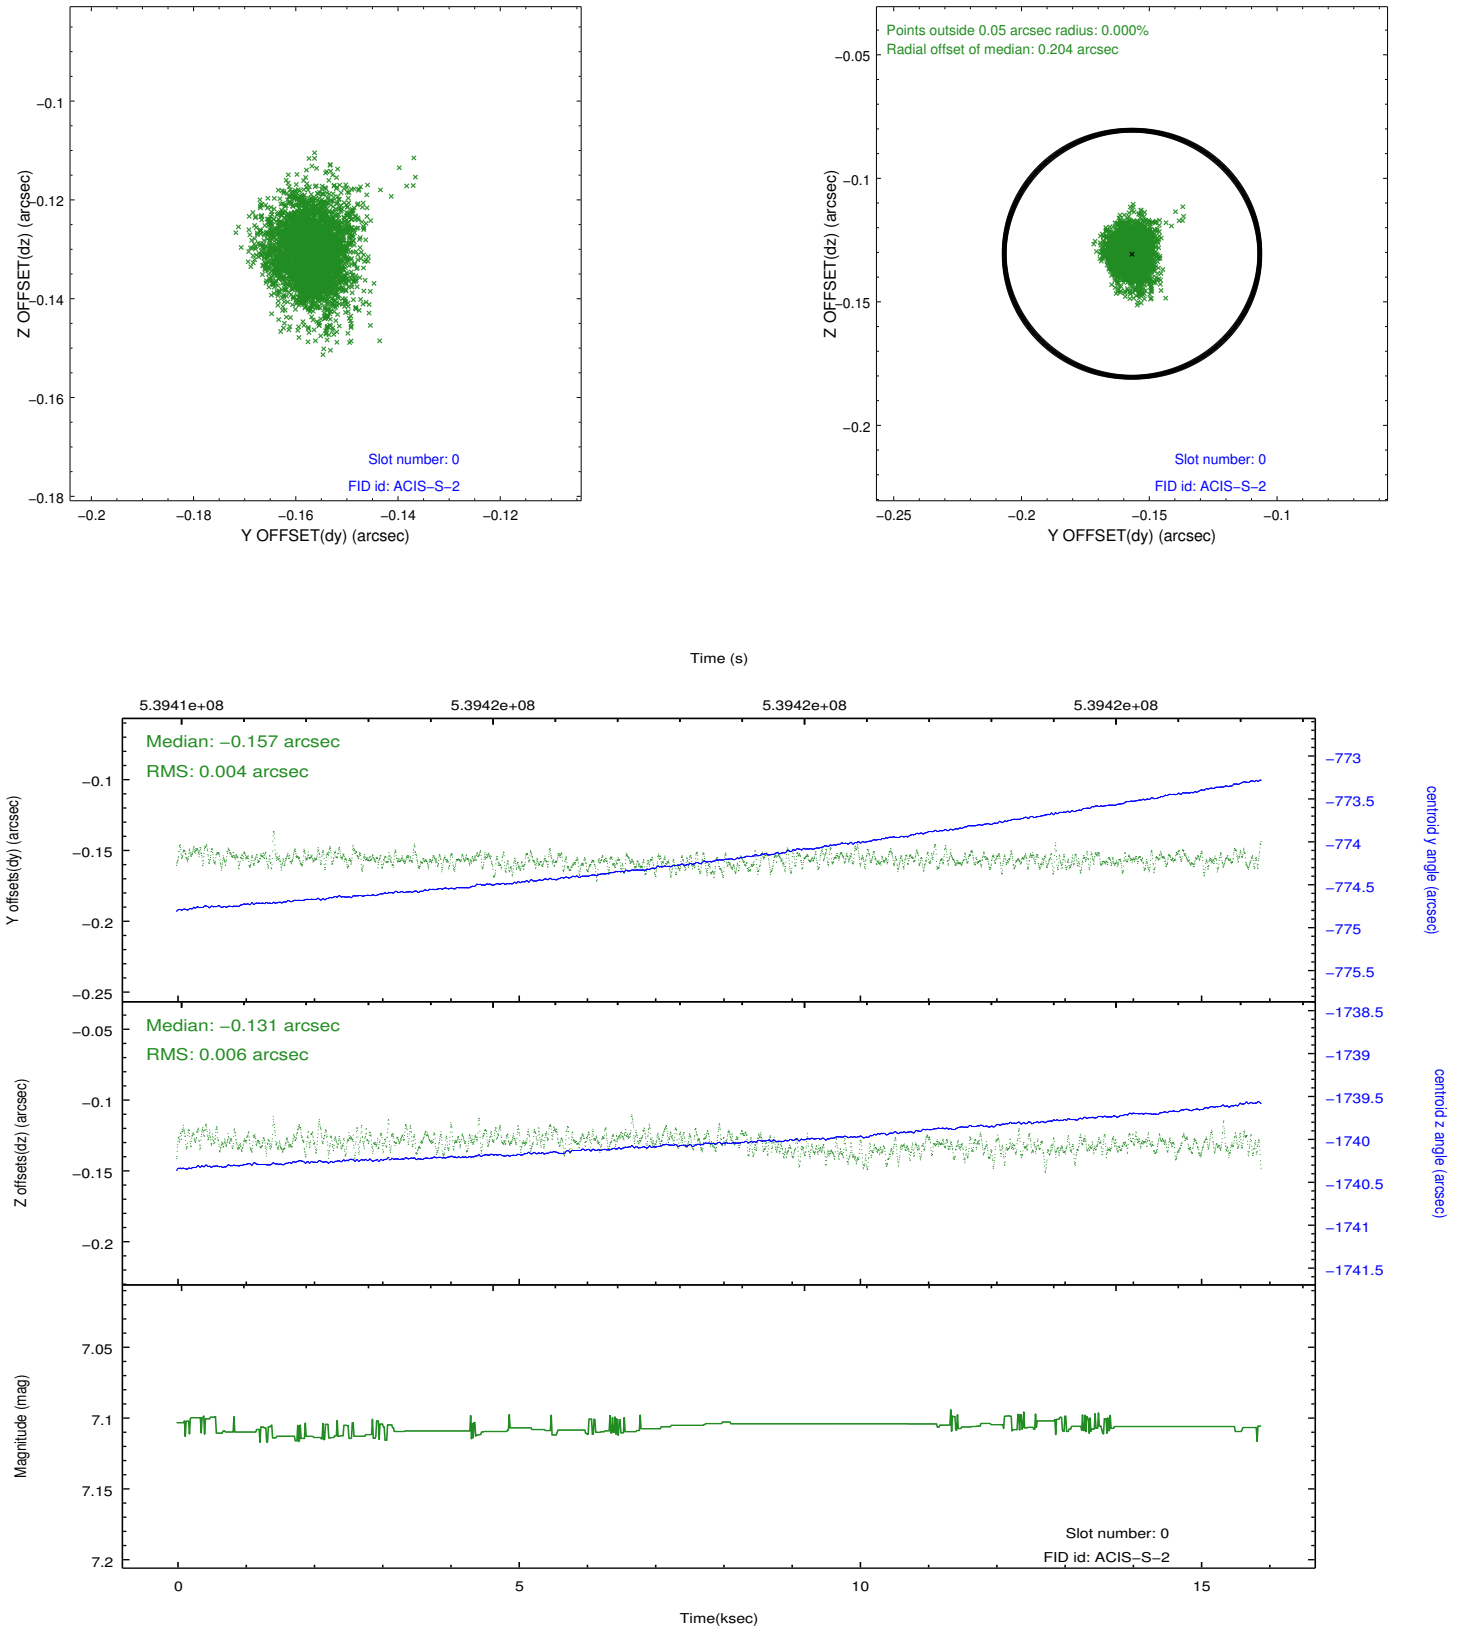 −0.1
−0.12
−0.14
−0.16
−0.18
Z OFFSET(dz) (arcsec)
−0.2
−0.18
−0.16
−0.14
−0.12
Y OFFSET(dy) (arcsec)
Slot number: 0
FID id: ACIS−S−2
Points outside 0.05 arcsec radius: 0.000%
Radial offset of median: 0.204 arcsec
−0.05
−0.1
−0.15
−0.2
Z OFFSET(dz) (arcsec)
−0.25
−0.2
−0.15
−0.1
Y OFFSET(dy) (arcsec)
Slot number: 0
FID id: ACIS−S−2
Time (s)
5.3941e+08
5.3942e+08
5.3942e+08
5.3942e+08
Median: −0.157 arcsec
RMS: 0.004 arcsec
−0.1
−0.15
−0.2
−0.25
Y offsets(dy) (arcsec)
−773
−773.5
−774
−774.5
−775
−775.5
centroid y angle (arcsec)
Median: −0.131 arcsec
RMS: 0.006 arcsec
−0.05
−0.1
−0.15
−0.2
Z offsets(dz) (arcsec)
−1738.5
−1739
−1739.5
−1740
−1740.5
−1741
−1741.5
centroid z angle (arcsec)
7.05
7.1
7.15
7.2
Magnitude (mag)
Slot number: 0
FID id: ACIS−S−2
0
5
10
15
Time(ksec)